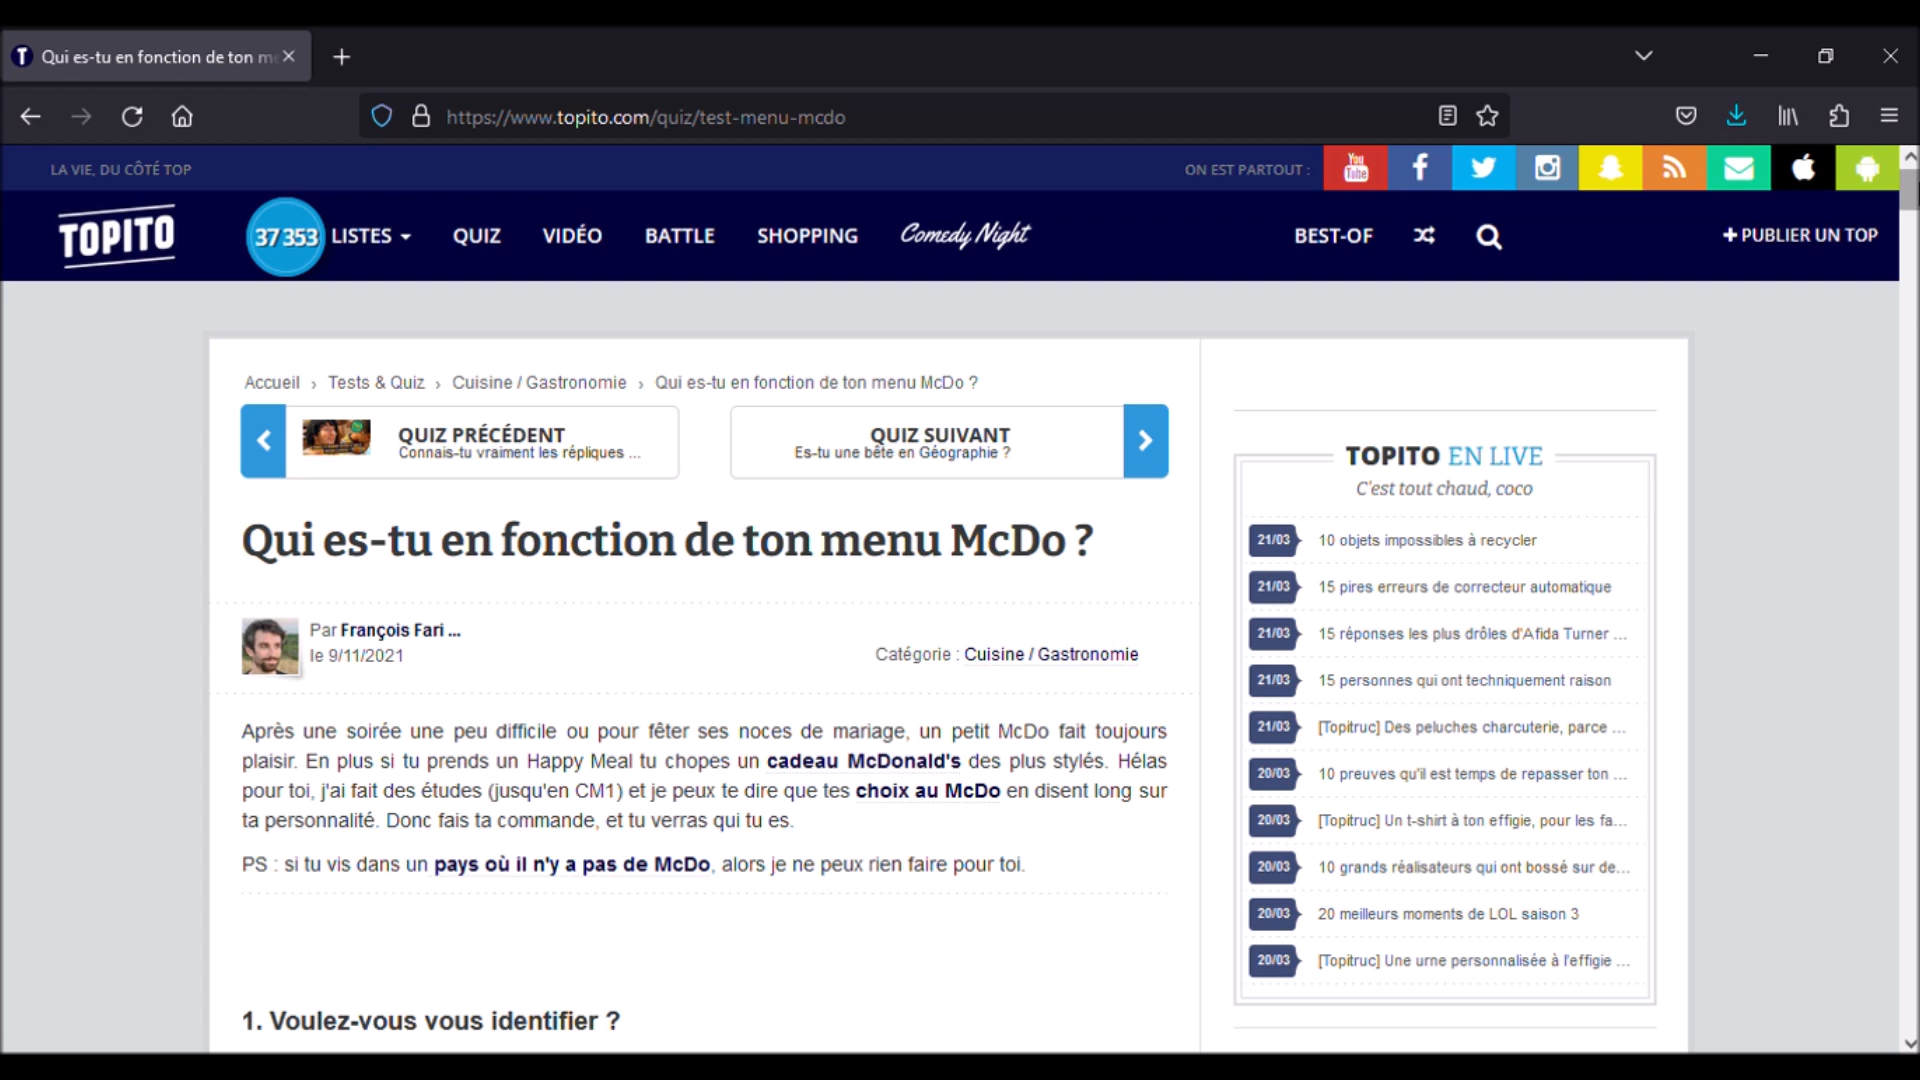 Qui es-tu en fonction de ton me
https://www.topito.com/quiz/test-menu-mcdo
LA VIE, DU CÔTÉ TOP
ON EST PARTOUT :
You Tube
TOPITO
37 353 LISTES
QUIZ
VIDÉO
BATTLE
SHOPPING
Comedy Night
BEST-OF
PUBLIER UN TOP
Accueil › Tests & Quiz › Cuisine / Gastronomie › Qui es-tu en fonction de ton menu McDo ?
QUIZ PRÉCÉDENT
Connais-tu vraiment les répliques ...
QUIZ SUIVANT
Es-tu une bête en Géographie ?
Qui es-tu en fonction de ton menu McDo ?
Par François Fari ...
le 9/11/2021
Catégorie : Cuisine / Gastronomie
Après une soirée une peu difficile ou pour fêter ses noces de mariage, un petit McDo fait toujours
plaisir. En plus si tu prends un Happy Meal tu chopes un cadeau McDonald's des plus stylés. Hélas
pour toi, j'ai fait des études (jusqu'en CM1) et je peux te dire que tes choix au McDo en disent long sur
ta personnalité. Donc fais ta commande, et tu verras qui tu es.
PS : si tu vis dans un pays où il n'y a pas de McDo, alors je ne peux rien faire pour toi.
1. Voulez-vous vous identifier ?
TOPITO EN LIVE
C'est tout chaud, coco
21/03 10 objets impossibles à recycler
21/03 15 pires erreurs de correcteur automatique
21/03 15 réponses les plus drôles d'Afida Turner ...
21/03 15 personnes qui ont techniquement raison
21/03 [Topitruc] Des peluches charcuterie, parce ...
20/03 10 preuves qu'il est temps de repasser ton ...
20/03 [Topitruc] Un t-shirt à ton effigie, pour les fa...
20/03 10 grands réalisateurs qui ont bossé sur de...
20/03 20 meilleurs moments de LOL saison 3
20/03 [Topitruc] Une urne personnalisée à l'effigie ...